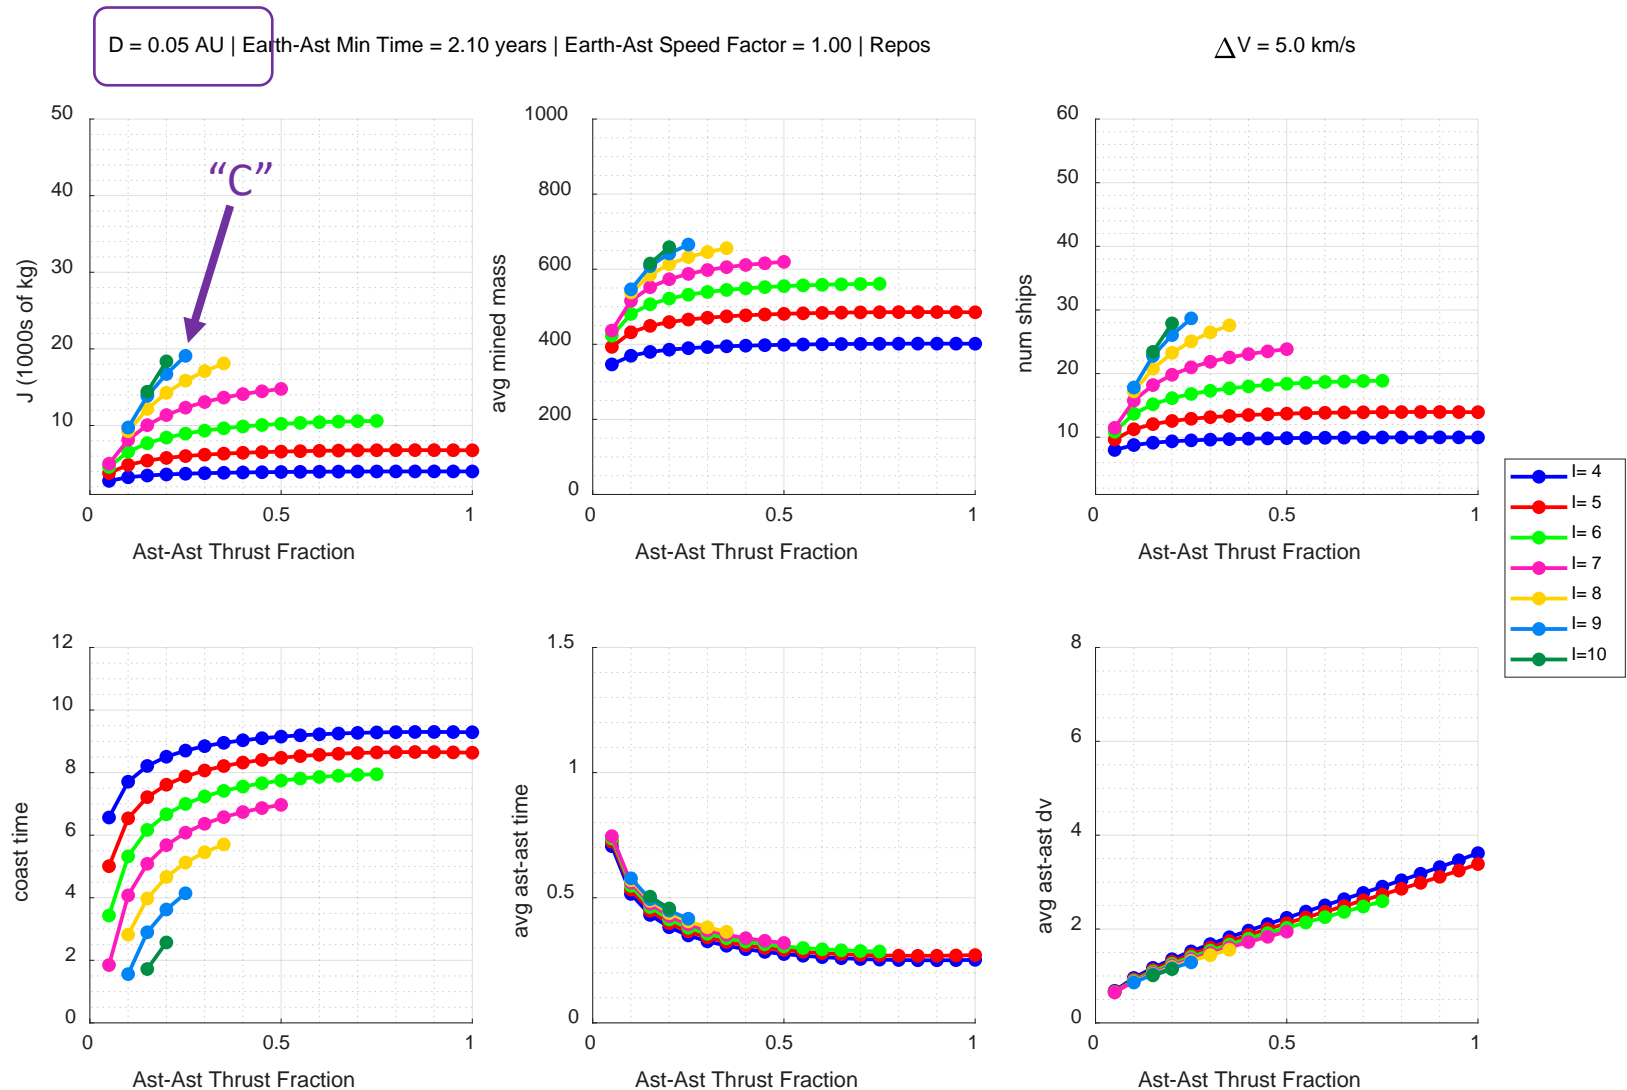 D = 0.05 AU | Earth-Ast Min Time = 2.10 years | Earth-Ast Speed Factor = 1.00 | Repos
ΔV = 5.0 km/s
50
40
30
20
10
J (1000s of kg)
“C”
0
0.5
1
Ast-Ast Thrust Fraction
1000
800
600
400
200
0
avg mined mass
0
0.5
1
Ast-Ast Thrust Fraction
60
50
40
30
20
10
num ships
0
0.5
1
Ast-Ast Thrust Fraction
I= 4
I= 5
I= 6
I= 7
I= 8
I= 9
I=10
12
10
8
6
4
2
0
coast time
0
0.5
1
Ast-Ast Thrust Fraction
1.5
1
0.5
0
avg ast-ast time
0
0.5
1
Ast-Ast Thrust Fraction
8
6
4
2
0
avg ast-ast dv
0
0.5
1
Ast-Ast Thrust Fraction